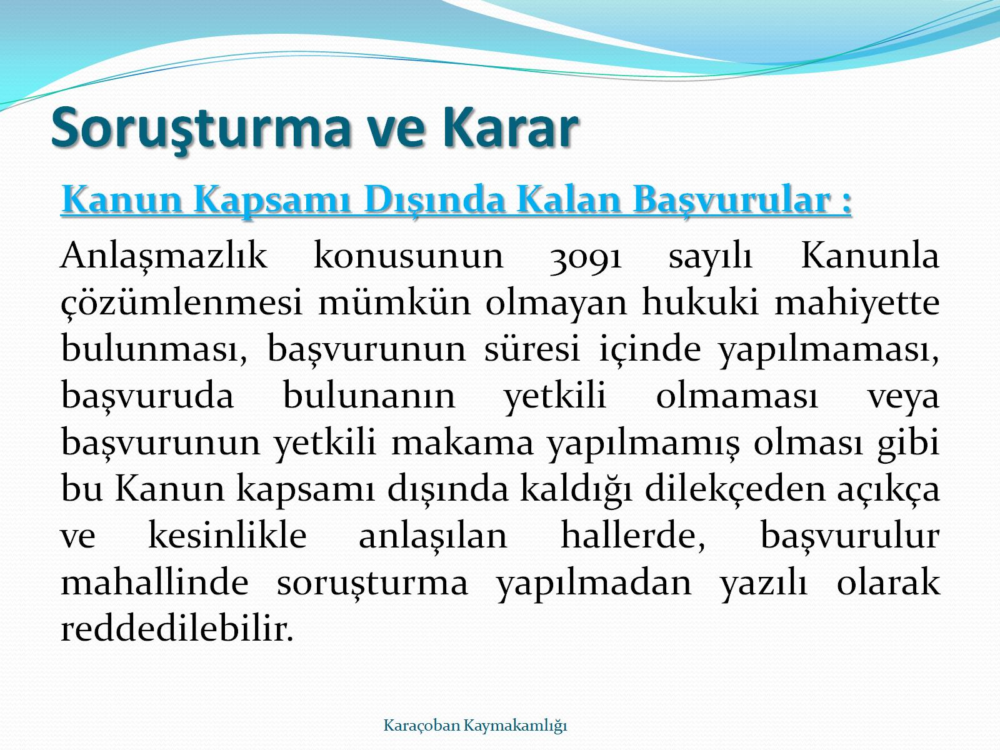 Soruşturma ve Karar
Kanun Kapsamı Dışında Kalan Başvurular :
Anlaşmazlık konusunun 3091 sayılı Kanunla
çözümlenmesi mümkün olmayan hukuki mahiyette
bulunması, başvurunun süresi içinde yapılmaması,
başvuruda bulunanın yetkili olmaması veya
başvurunun yetkili makama yapılmamış olması gibi
bu Kanun kapsamı dışında kaldığı dilekçeden açıkça
ve kesinlikle anlaşılan hallerde, başvurulur
mahallinde soruşturma yapılmadan yazılı olarak
reddedilebilir.
Karaçoban Kaymakamlığı